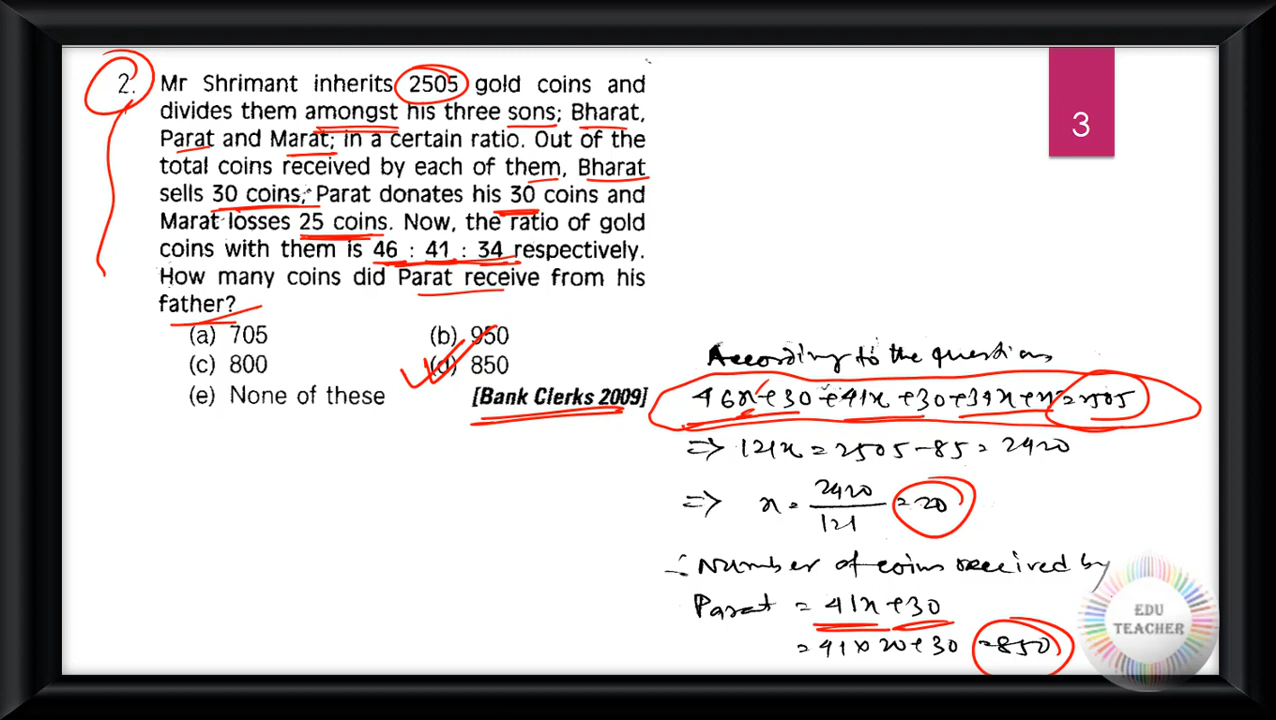 3
2. Mr Shrimant inherits 2505 gold coins and
divides them amongst his three sons; Bharat,
Parat and Marat; in a certain ratio. Out of the
total coins received by each of them, Bharat
sells 30 coins; Parat donates his 30 coins and
Marat losses 25 coins. Now, the ratio of gold
coins with them is 46 : 41 : 34 respectively.
How many coins did Parat receive from his
father?
(a) 705 (b) 950
(c) 800 (d) 850
(e) None of these [Bank Clerks 2009]
According to the question,
46x+30+41x+30+34x+25=2505
=> 121x = 2505-85 = 2420
=> x = 2420/121 = 20
∴ Number of coins received by
Parat = 41x+30
= 41x20+30 = 850
EDU
TEACHER